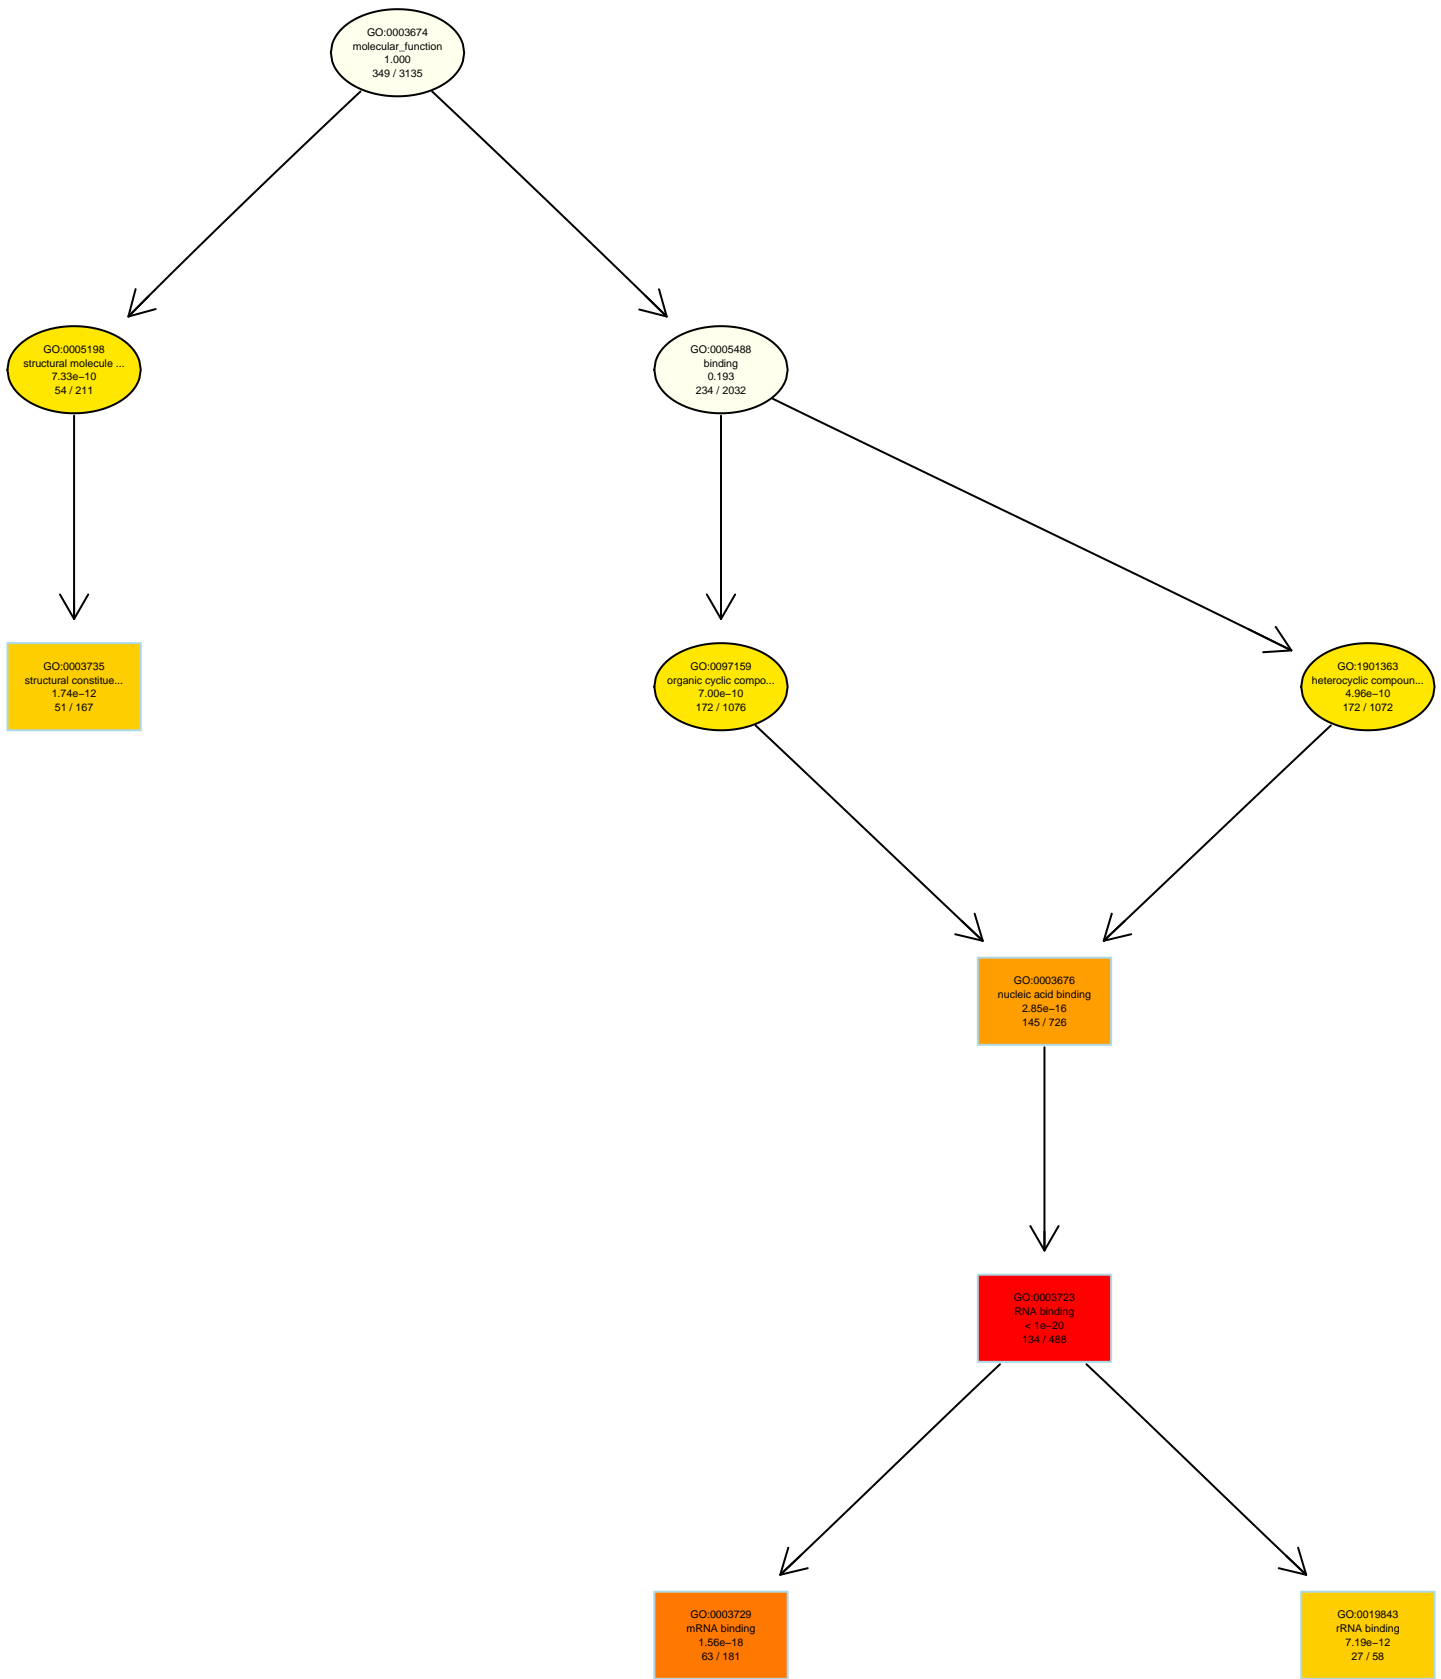 GO:0003674
molecular_function
1.000
349 / 3135
GO:0005198
structural molecule ...
7.33e−10
54 / 211
GO:0005488
binding
0.193
234 / 2032
GO:0003735
structural constitue...
1.74e−12
51 / 167
GO:0097159
organic cyclic compo...
7.00e−10
172 / 1076
GO:1901363
heterocyclic compoun...
4.96e−10
172 / 1072
GO:0003676
nucleic acid binding
2.85e−16
145 / 726
GO:0003723
RNA binding
< 1e−20
134 / 488
GO:0003729
mRNA binding
1.56e−18
63 / 181
GO:0019843
rRNA binding
7.19e−12
27 / 58